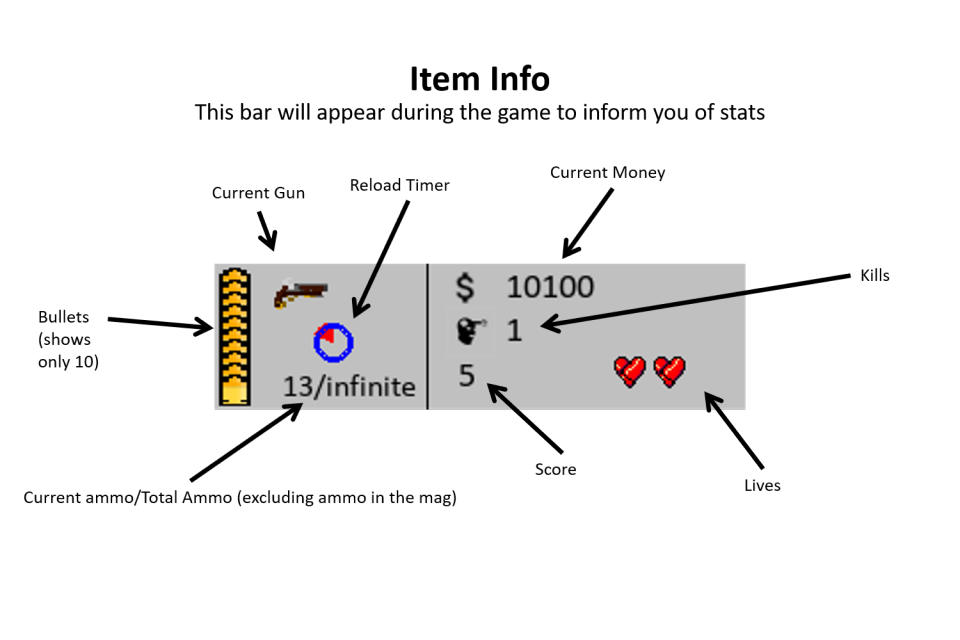 Item Info
This bar will appear during the game to inform you of stats
Current Money
Reload Timer
Current Gun
Kills
$ 10100
Bullets
(shows
only 10)
1
5
13/infinite
Score
Lives
Current ammo/Total Ammo (excluding ammo in the mag)